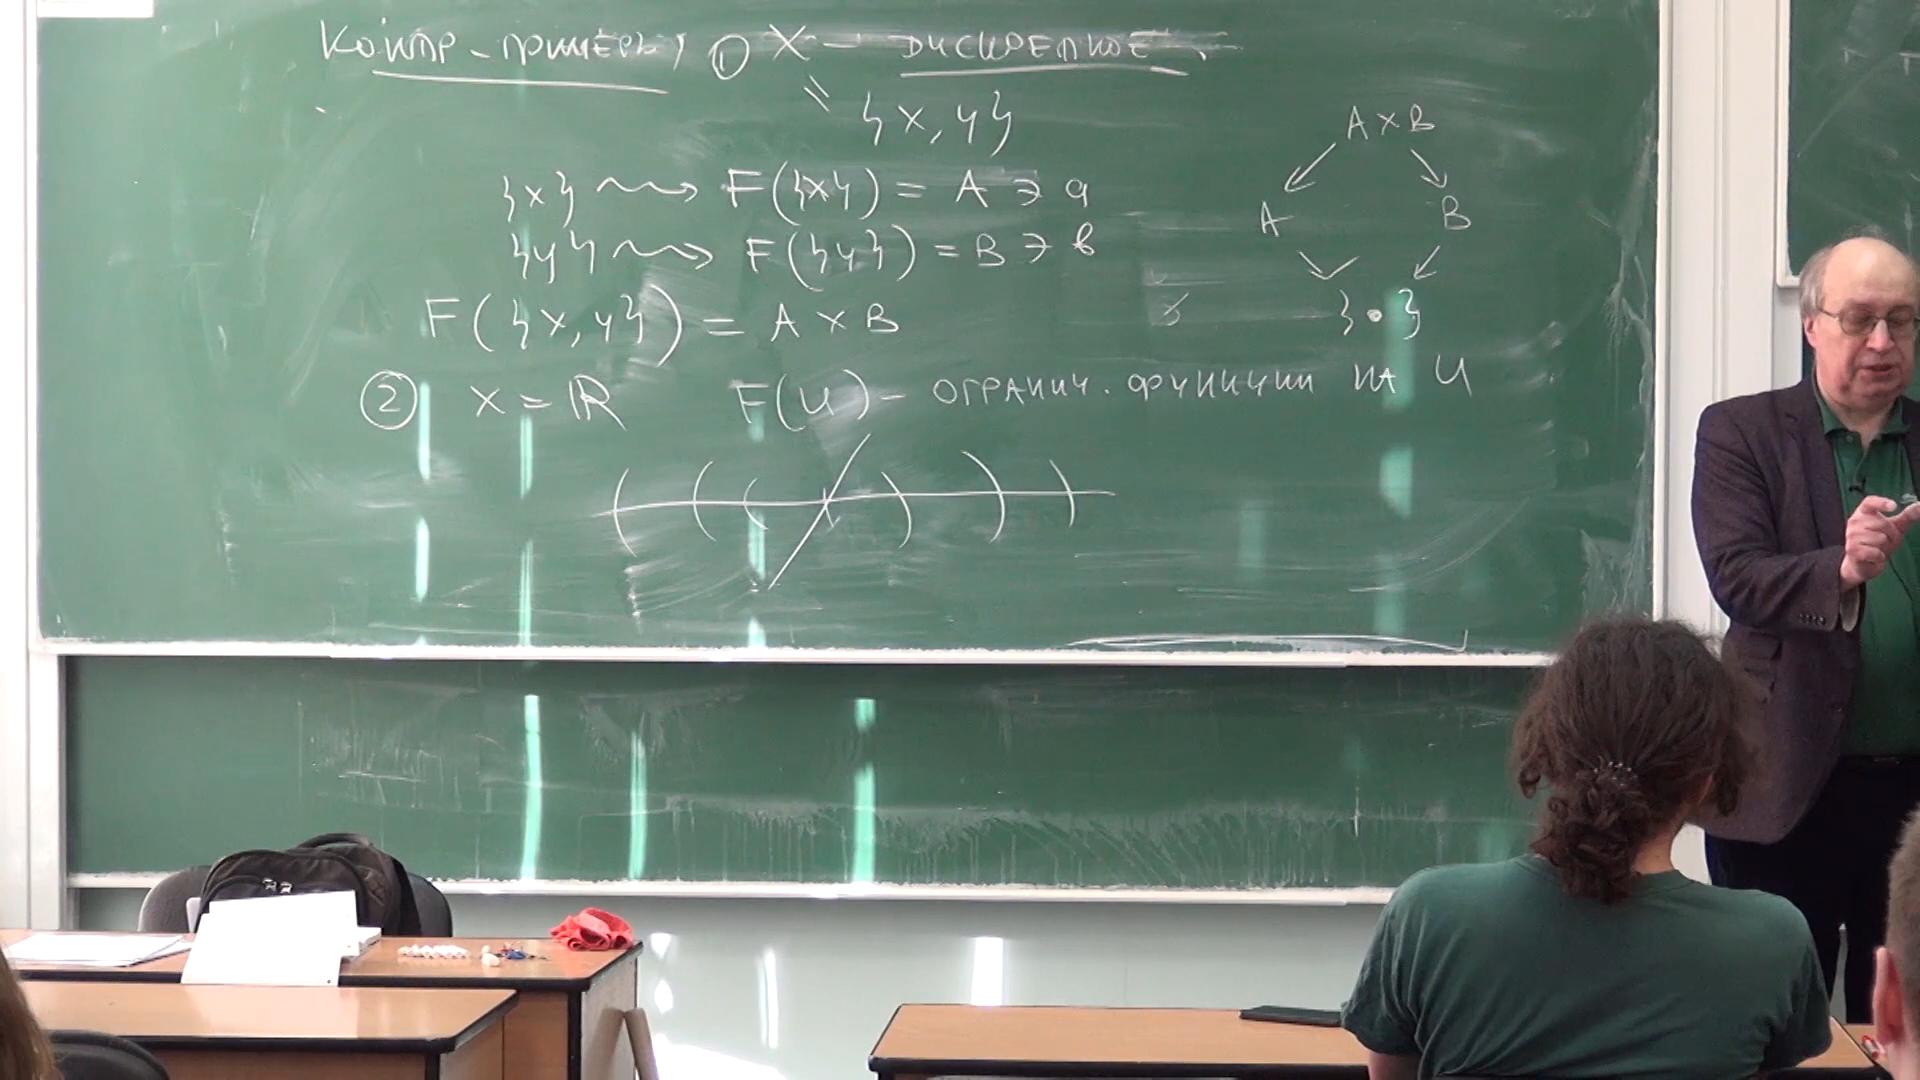 Контр-примеры 1 X - дискретное.
= {x, y}
{x} ⇝ F({x}) = A ∋ a
{y} ⇝ F({y}) = B ∋ b
F({x, y}) = A × B
A × B
A B
{•}
2 X = ℝ F(U) - огранич. функции на U